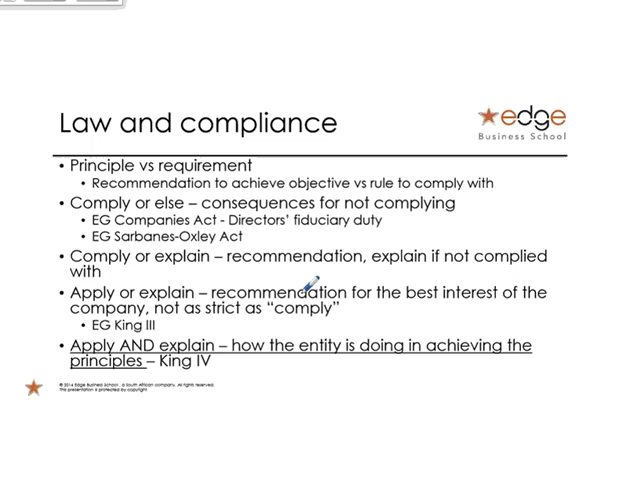 Law and compliance
edge
Business School
• Principle vs requirement
• Recommendation to achieve objective vs rule to comply with
• Comply or else – consequences for not complying
• EG Companies Act - Directors’ fiduciary duty
• EG Sarbanes-Oxley Act
• Comply or explain – recommendation, explain if not complied
with
• Apply or explain – recommendation for the best interest of the
company, not as strict as “comply”
• EG King III
• Apply AND explain – how the entity is doing in achieving the
principles – King IV
© 2016 Edge Business School, a South African company. All rights reserved.
This presentation is protected by copyright.